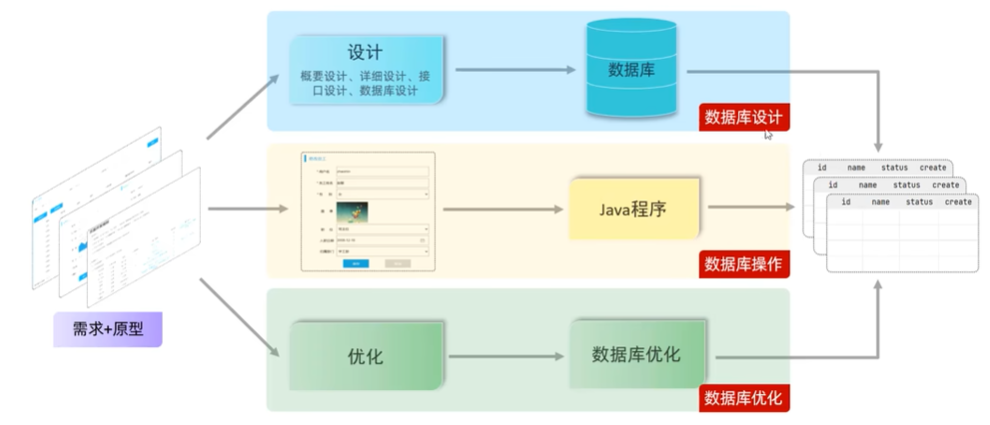 设计
概要设计、详细设计、接
口设计、数据库设计
数据库
数据库设计
需求+原型
Java程序
数据库操作
优化
数据库优化
数据库优化
id name status create
id name status create
id name status create